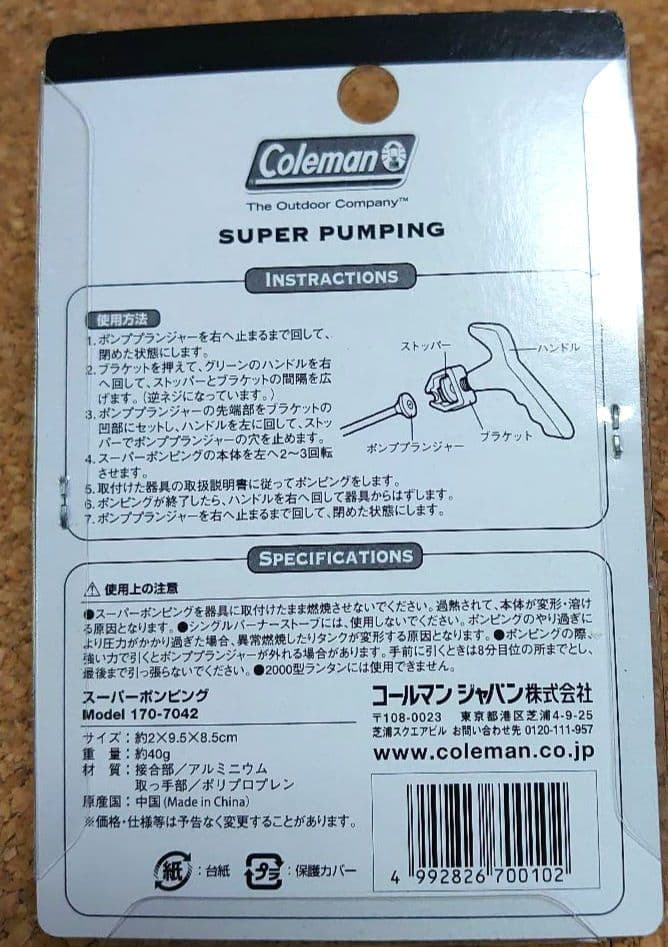 Coleman
The Outdoor Company™
SUPER PUMPING
INSTRACTIONS
使用方法
1. ポンププランジャーを右へ止まるまで回して、
閉めた状態にします。
2. ブラケットを押えて、グリーンのハンドルを右
へ回して、ストッパーとブラケットの間隔を広
げます。(逆ネジになっています。)
3. ポンププランジャーの先端部をブラケットの
凹部にセットし、ハンドルを左に回して、ストッ
パーでポンププランジャーの穴を止めます。
4. スーパーポンピングの本体を左へ2〜3回転
させます。
5. 取付けた器具の取扱説明書に従ってポンピングをします。
6. ポンピングが終了したら、ハンドルを右へ回して器具からはずします。
7. ポンププランジャーを右へ止まるまで回して、閉めた状態にします。
ストッパー
ハンドル
ポンププランジャー
ブラケット
SPECIFICATIONS
⚠ 使用上の注意
●スーパーポンピングを器具に取付けたまま燃焼させないでください。過熱されて、本体が変形・溶け
る原因となります。●シングルバーナーストーブには、使用しないでください。ポンピングのやり過ぎに
より圧力がかかり過ぎた場合、異常燃焼したりタンクが変形する原因となります。●ポンピングの際、
強い力で引くとポンププランジャーが外れる場合があります。手前に引くときは8分目位の所までとし、
最後まで引っ張らないでください。●2000型ランタンには使用できません。
スーパーポンピング
Model 170-7042
サイズ：約2×9.5×8.5cm
重 量：約40g
材 質：接合部／アルミニウム
取っ手部／ポリプロプレン
原産国：中国(Made in China)
※価格・仕様等は予告なく変更することがあります。
コールマン ジャパン株式会社
〒108-0023 東京都港区芝浦4-9-25
芝浦スクエアビル お問い合わせ先 0120-111-957
www.coleman.co.jp
紙：台紙
プラ：保護カバー
4 992826 700102